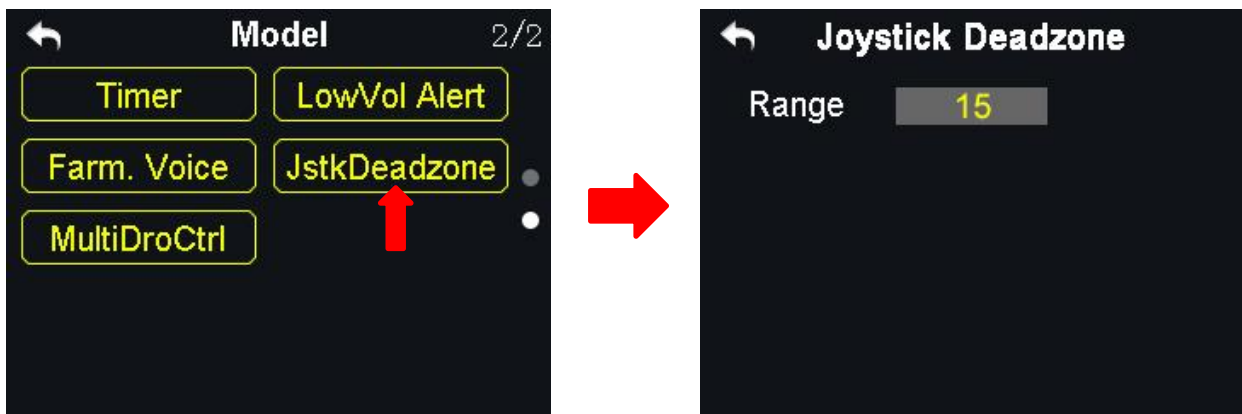 Model 2/2
Timer LowVol Alert
Farm. Voice JstkDeadzone
MultiDroCtrl
Joystick Deadzone
Range 15